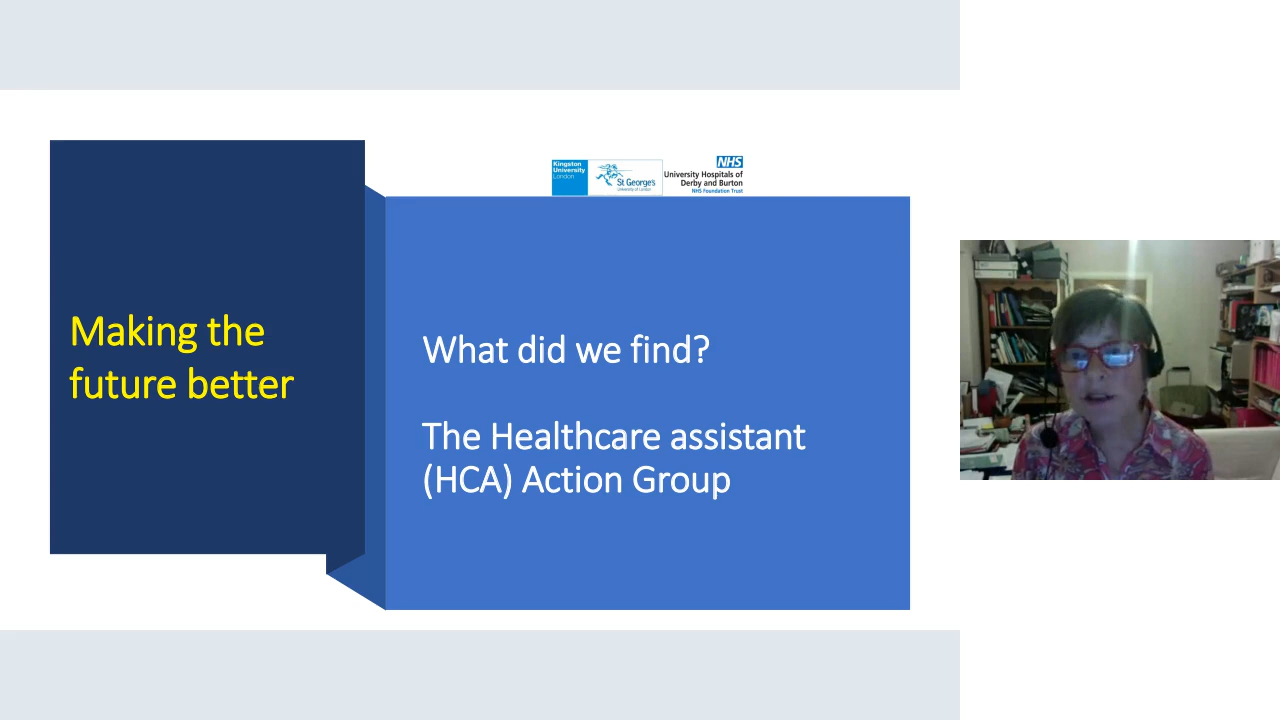 Kingston
University
London
St George's
University of London
NHS
University Hospitals of
Derby and Burton
NHS Foundation Trust
Making the
future better
What did we find?
The Healthcare assistant
(HCA) Action Group